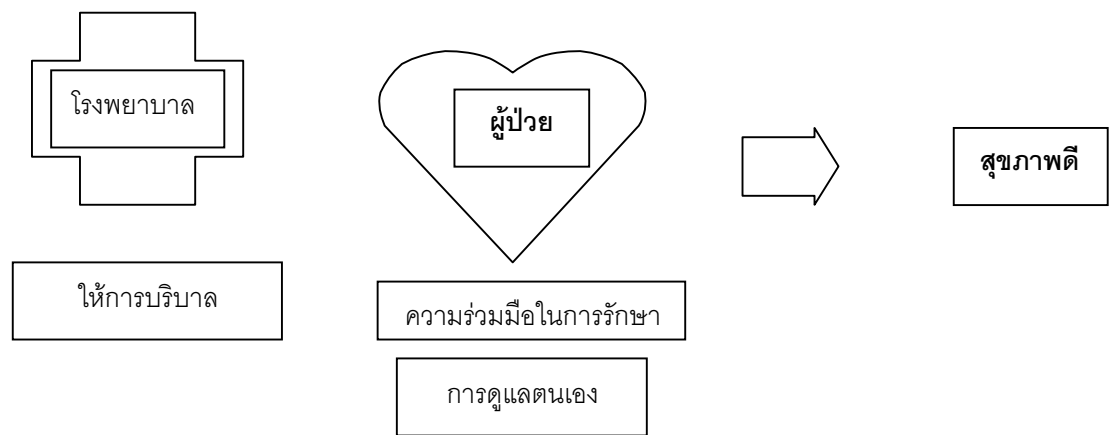 โรงพยาบาล
ผู้ป่วย
สุขภาพดี
ให้การบริบาล
ความร่วมมือในการรักษา
การดูแลตนเอง